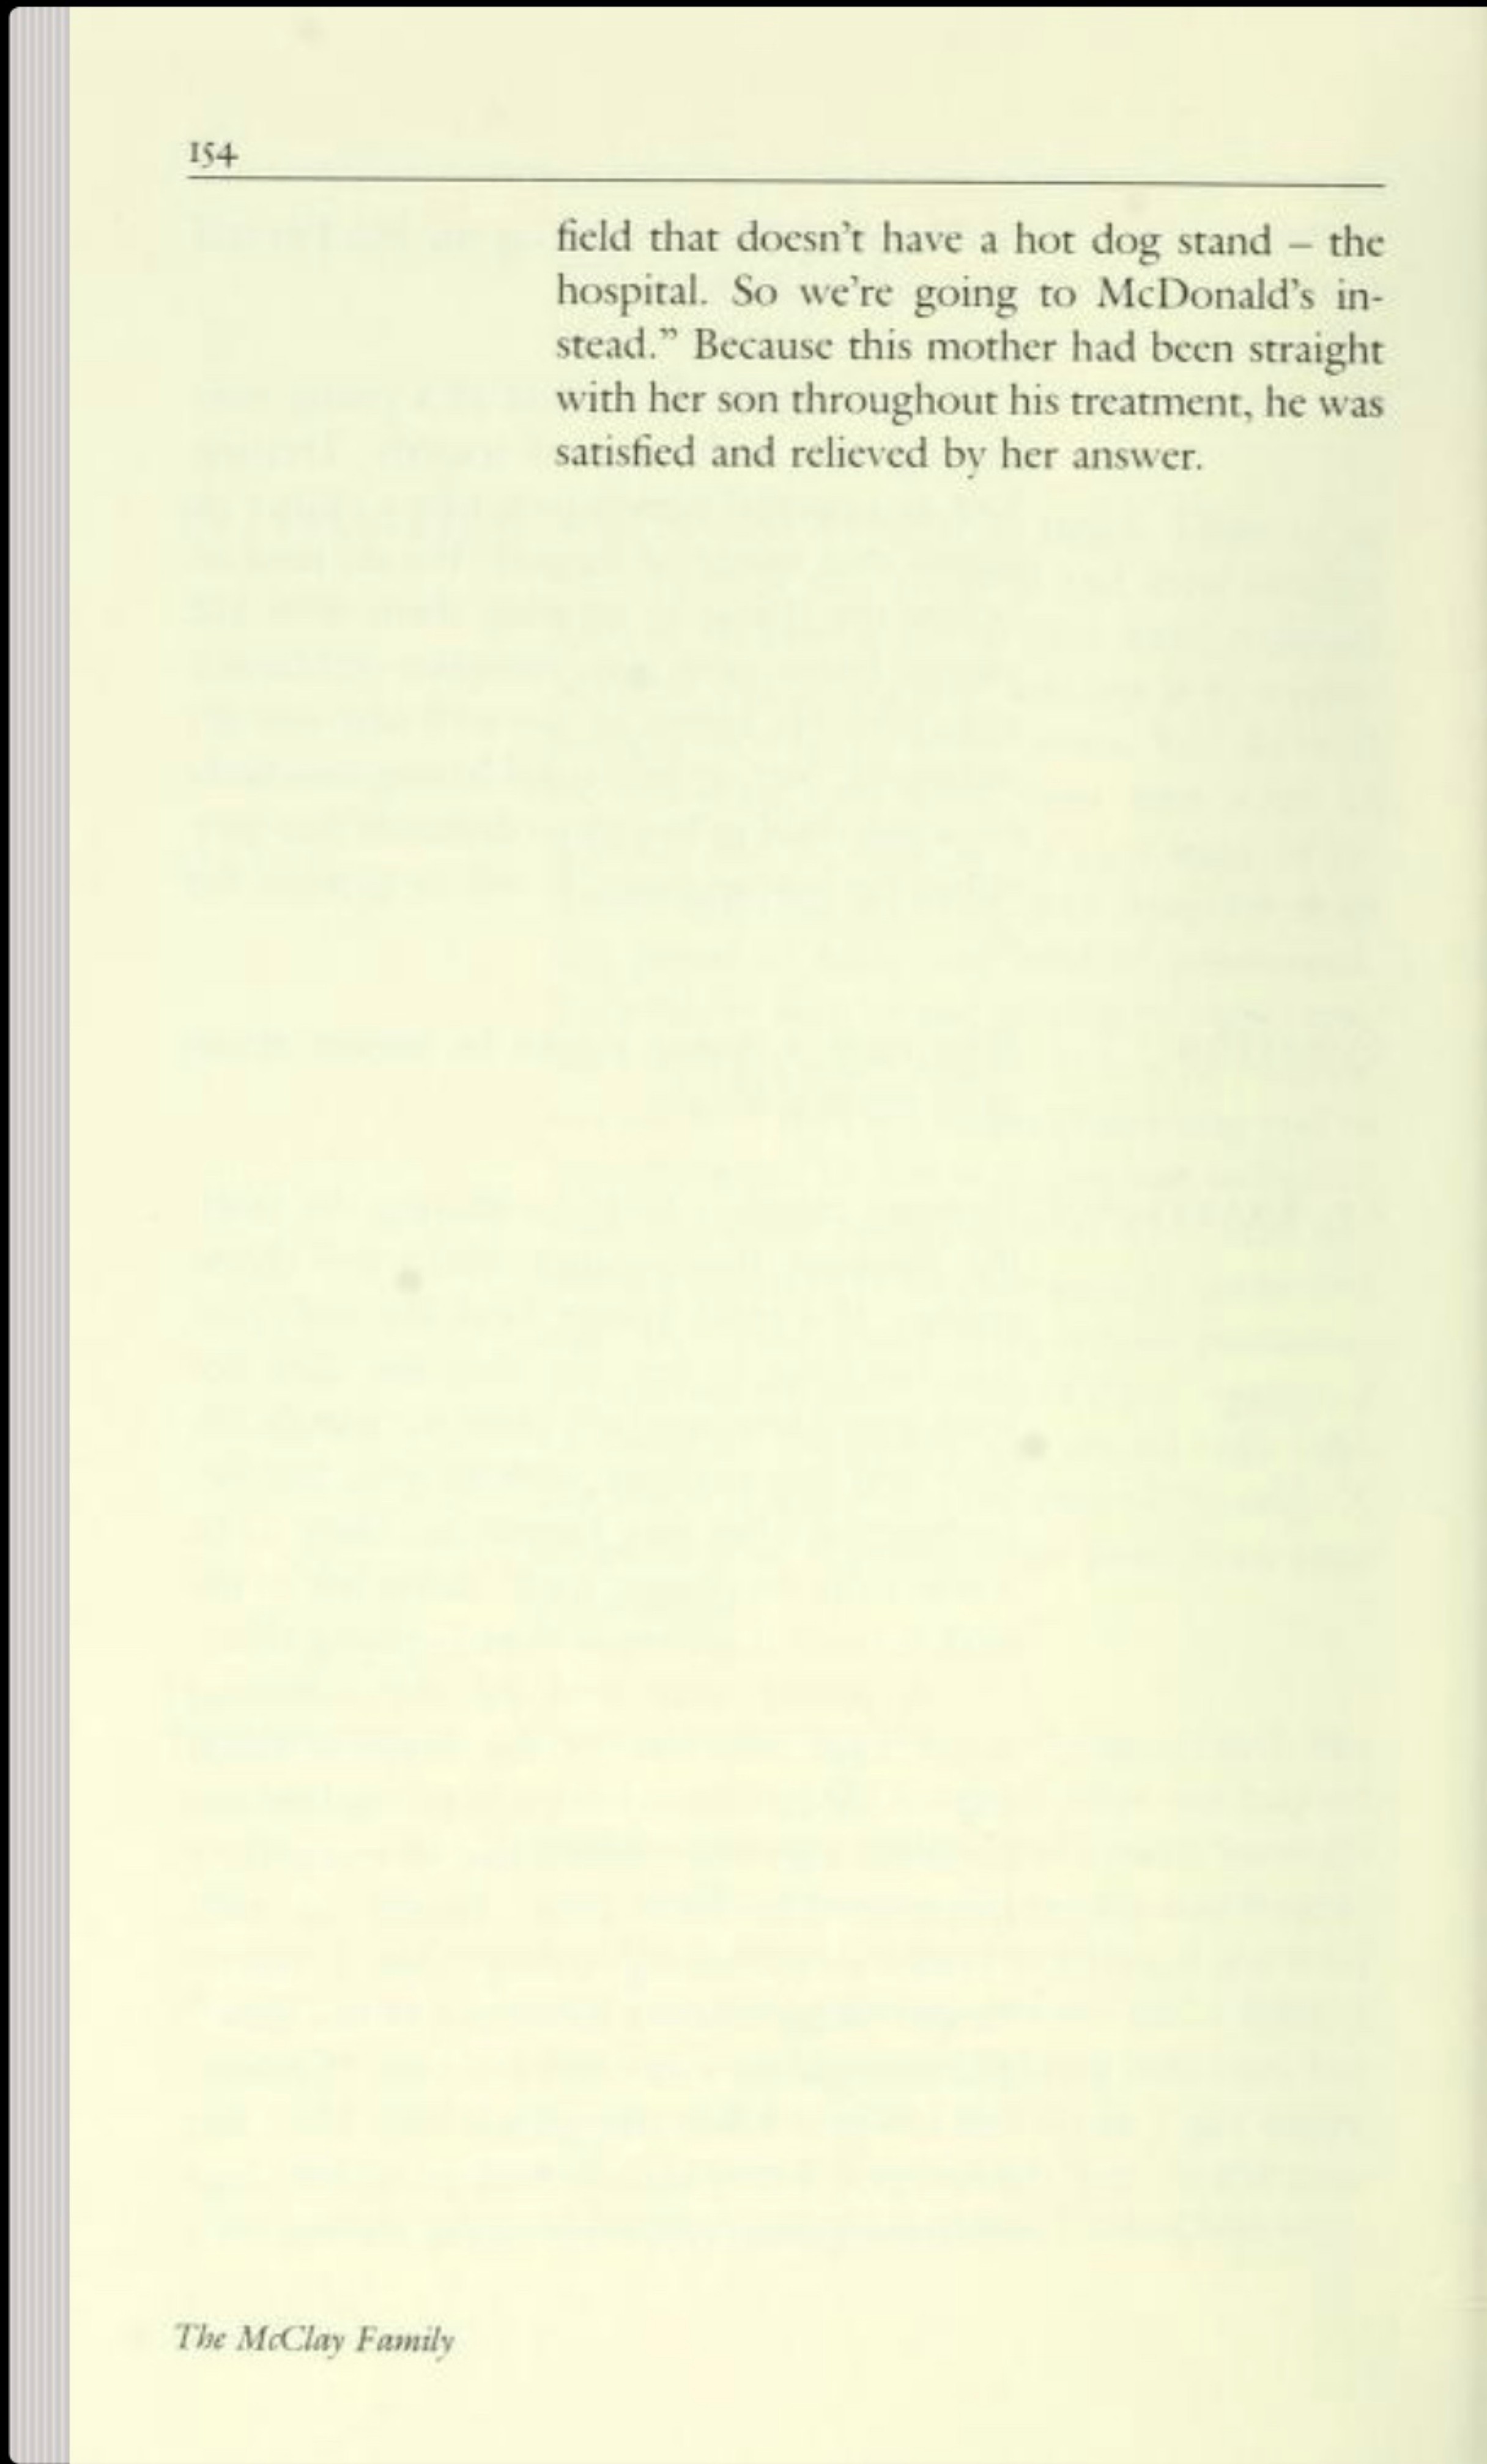 154
field that doesn't have a hot dog stand – the
hospital. So we're going to McDonald's in-
stead.” Because this mother had been straight
with her son throughout his treatment, he was
satisfied and relieved by her answer.
The McClay Family